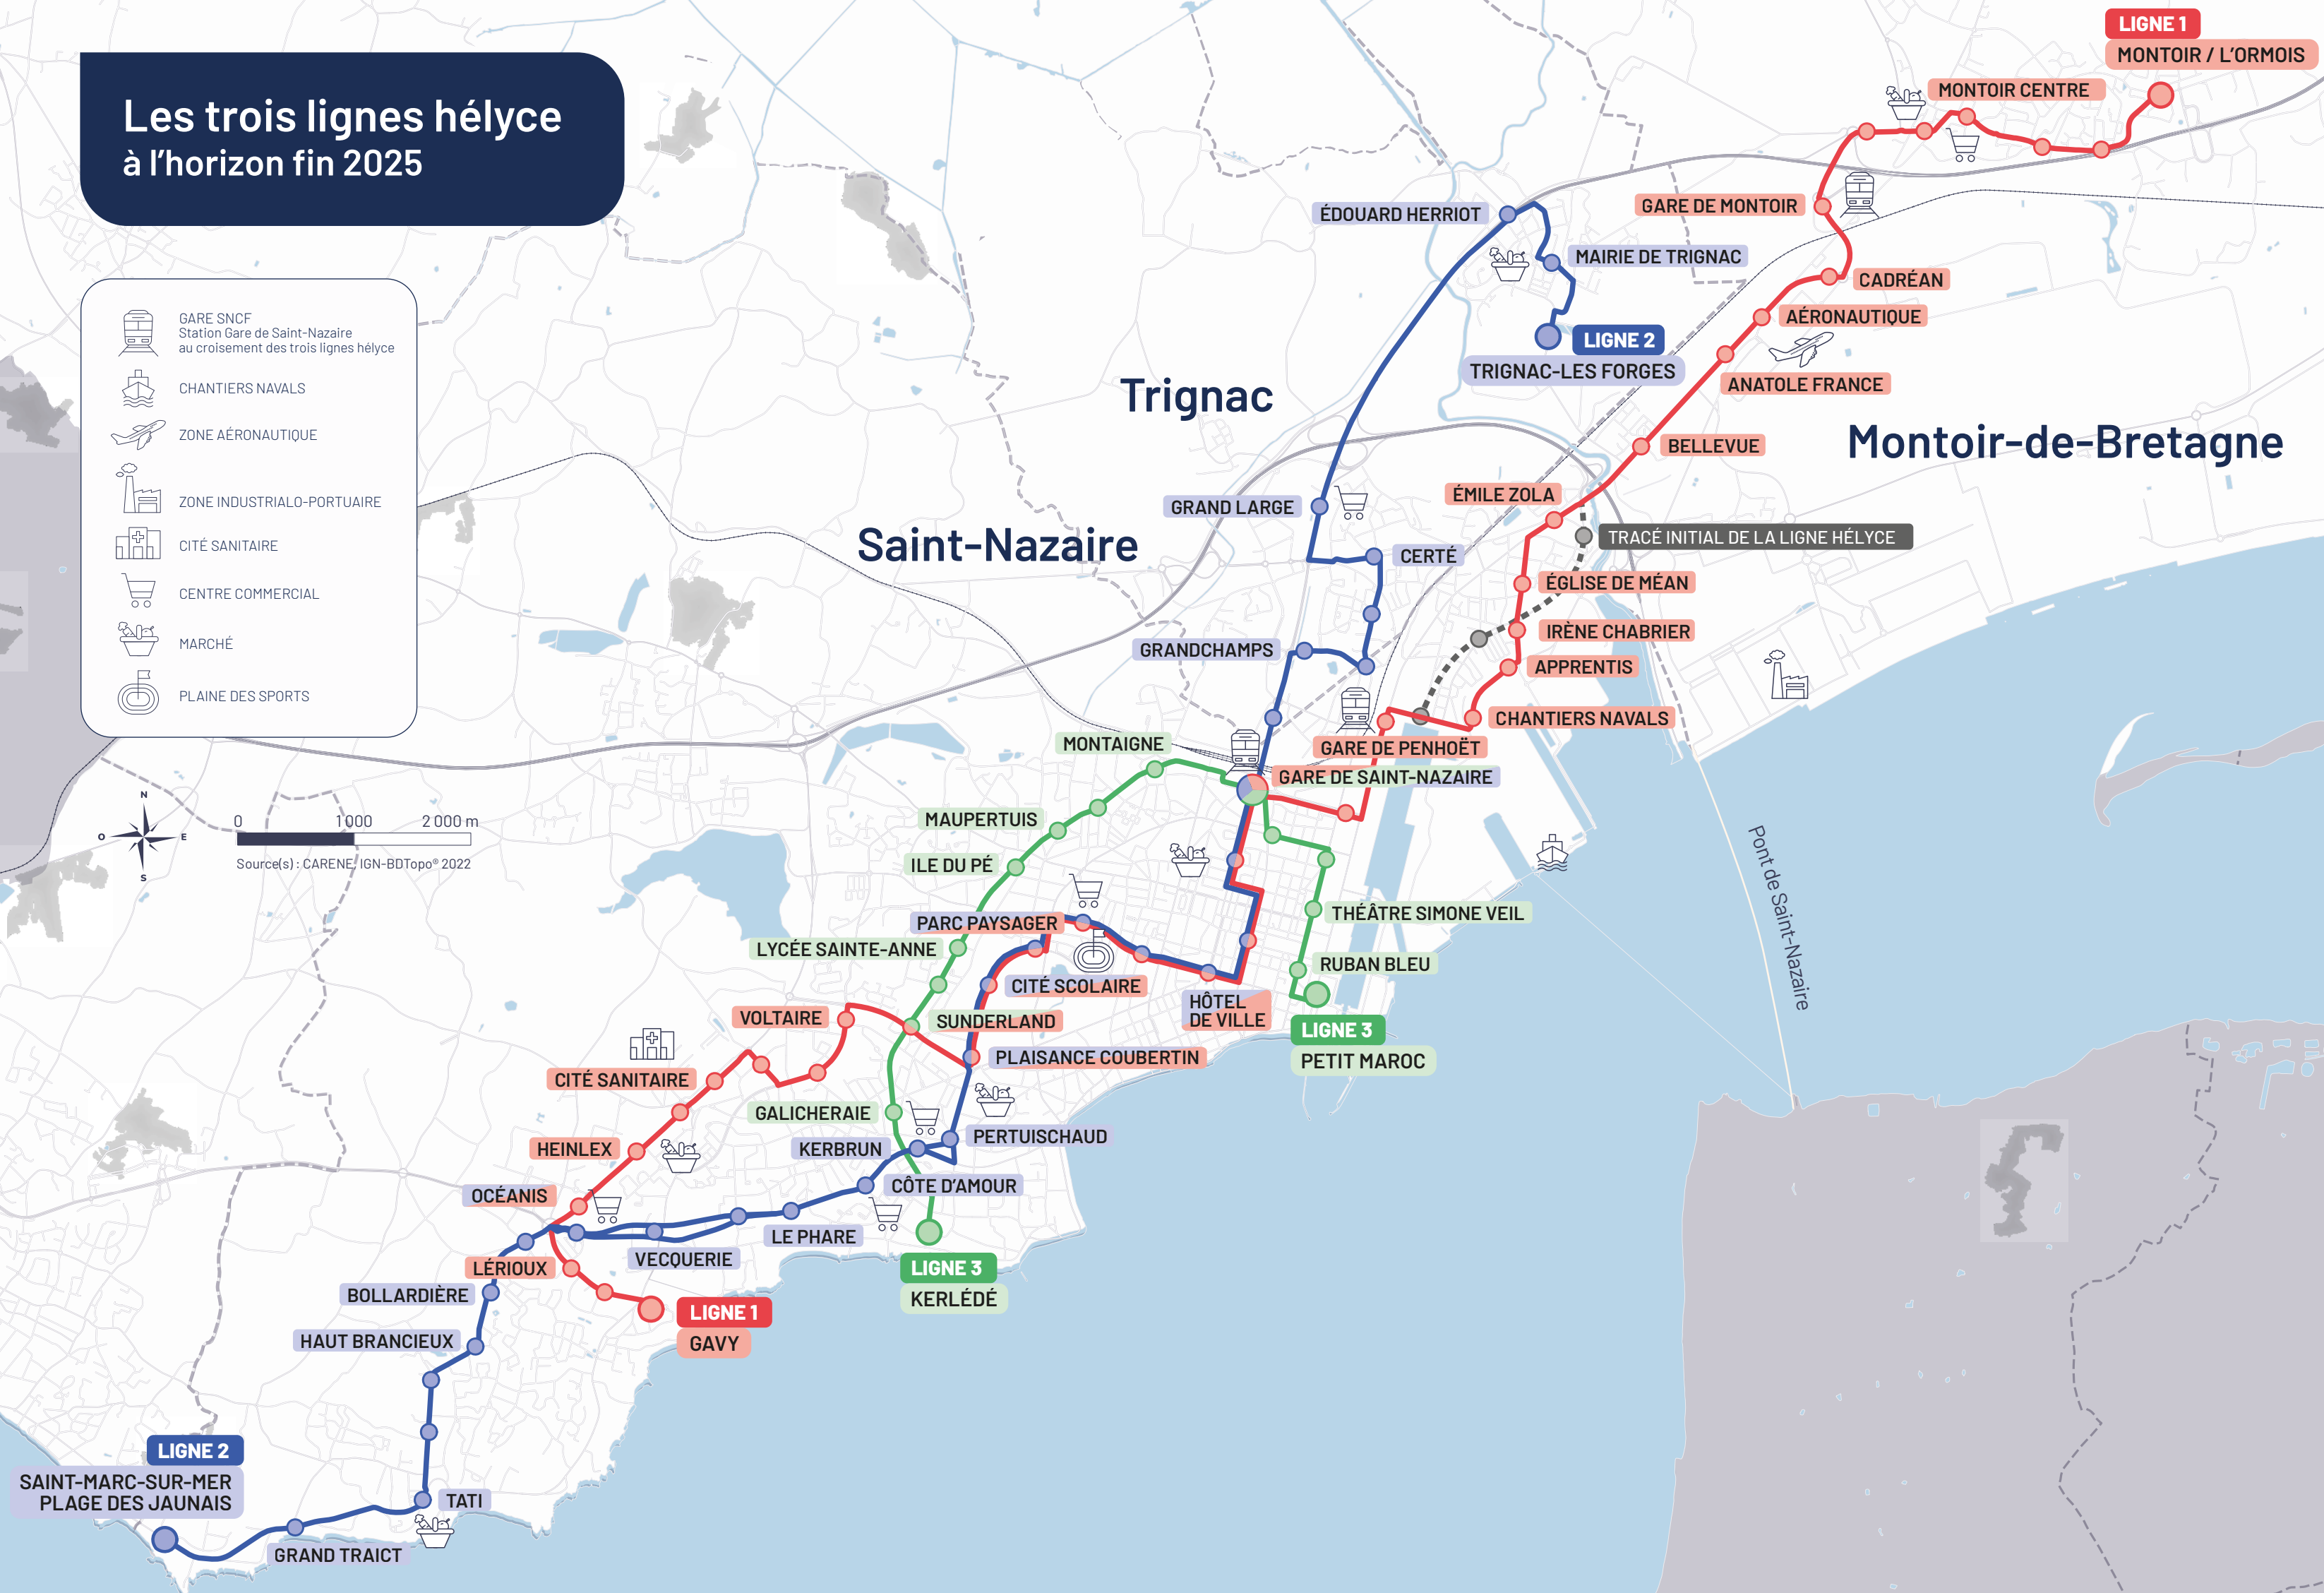 Les trois lignes hélyce
à l’horizon fin 2025
GARE SNCF
Station Gare de Saint-Nazaire
au croisement des trois lignes hélyce
CHANTIERS NAVALS
ZONE AÉRONAUTIQUE
ZONE INDUSTRIALO-PORTUAIRE
CITÉ SANITAIRE
CENTRE COMMERCIAL
MARCHÉ
PLAINE DES SPORTS
N
O
E
S
0
1 000
2 000 m
Source(s) : CARENE, IGN-BDTopo® 2022
LIGNE 1
MONTOIR / L’ORMOIS
MONTOIR CENTRE
GARE DE MONTOIR
CADRÉAN
AÉRONAUTIQUE
ANATOLE FRANCE
BELLEVUE
Montoir-de-Bretagne
ÉDOUARD HERRIOT
MAIRIE DE TRIGNAC
LIGNE 2
TRIGNAC-LES FORGES
Trignac
Saint-Nazaire
GRAND LARGE
CERTÉ
GRANDCHAMPS
ÉMILE ZOLA
TRACÉ INITIAL DE LA LIGNE HÉLYCE
ÉGLISE DE MÉAN
IRÈNE CHABRIER
APPRENTIS
CHANTIERS NAVALS
GARE DE PENHOËT
GARE DE SAINT-NAZAIRE
MONTAIGNE
MAUPERTUIS
ILE DU PÉ
PARC PAYSAGER
LYCÉE SAINTE-ANNE
CITÉ SCOLAIRE
THÉÂTRE SIMONE VEIL
RUBAN BLEU
HÔTEL
DE VILLE
LIGNE 3
PETIT MAROC
Pont de Saint-Nazaire
VOLTAIRE
SUNDERLAND
PLAISANCE COUBERTIN
CITÉ SANITAIRE
GALICHERAIE
PERTUISCHAUD
KERBRUN
HEINLEX
CÔTE D’AMOUR
OCÉANIS
LE PHARE
VECQUERIE
LÉRIOUX
LIGNE 3
KERLÉDÉ
BOLLARDIÈRE
LIGNE 1
GAVY
HAUT BRANCIEUX
LIGNE 2
SAINT-MARC-SUR-MER
PLAGE DES JAUNAIS
TATI
GRAND TRAICT